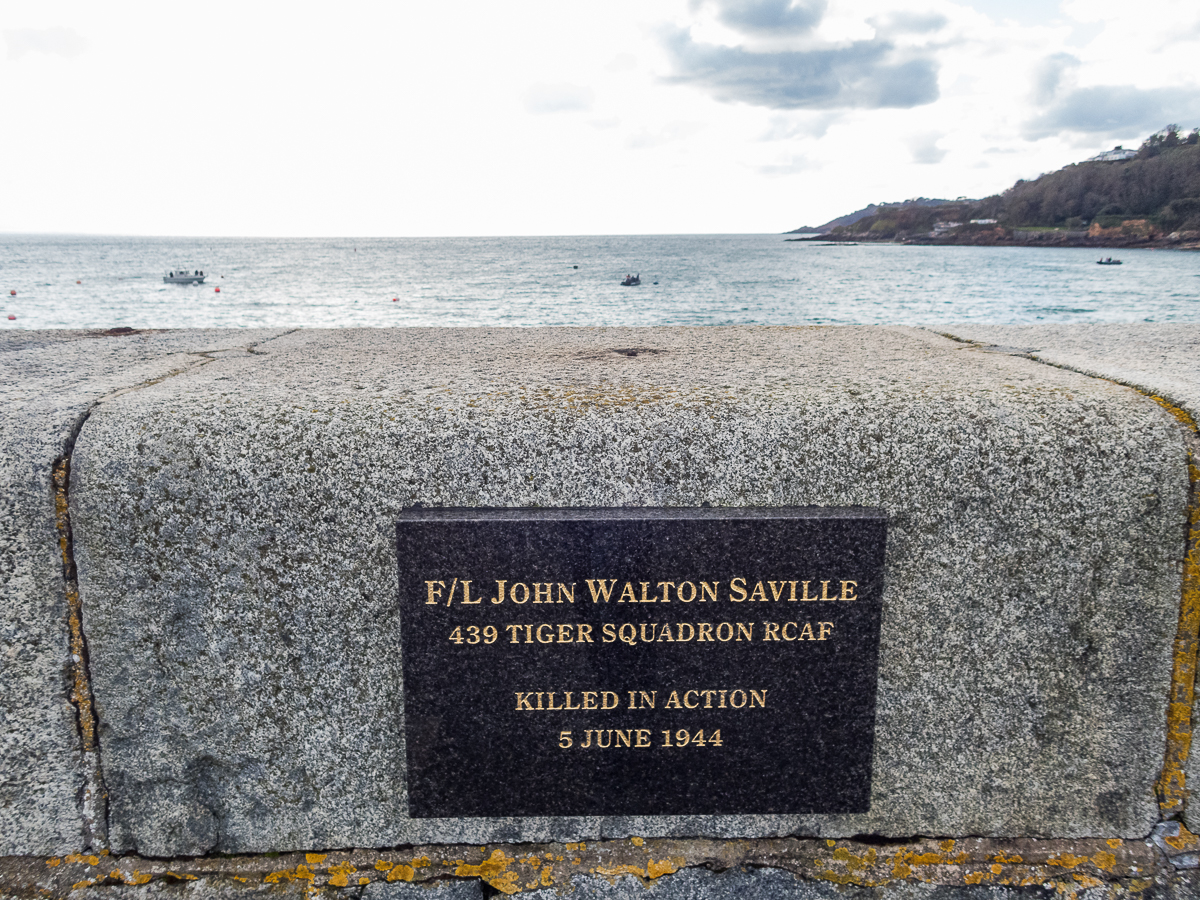 F/L John Walton Saville
439 TIGER SQUADRON RCAF
KILLED IN ACTION
5 JUNE 1944